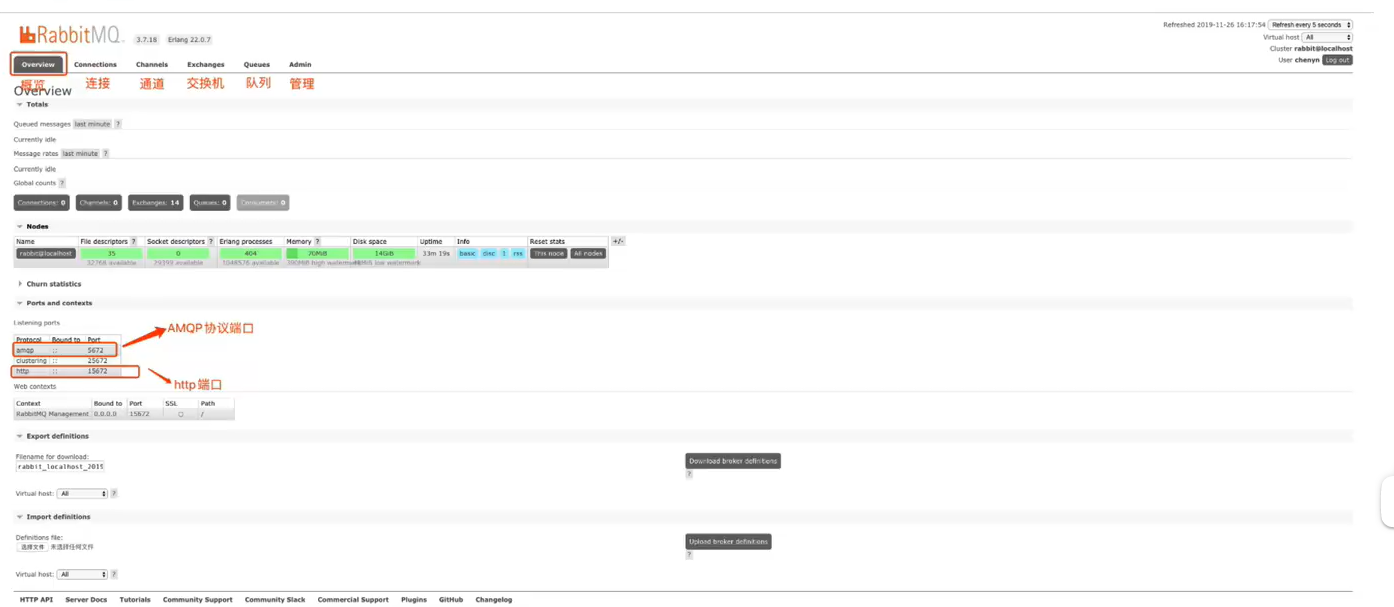 RabbitMQ. 3.7.18 Erlang 22.0.7
Refreshed 2019-11-26 16:17:54 Refresh every 5 seconds
Virtual host All
Cluster rabbit@localhost
User chenyn Log out
Overview Connections Channels Exchanges Queues Admin
概览 连接 通道 交换机 队列 管理
Overview
Totals
Queued messages last minute ?
Currently idle
Message rates last minute ?
Currently idle
Global counts ?
Connections: 0 Channels: 0 Exchanges: 14 Queues: 0 Consumers: 0
Nodes
Name File descriptors ? Socket descriptors ? Erlang processes Memory ? Disk space Uptime Info Reset stats +/-
rabbit@localhost 35 0 404 70MiB 14GiB 33m 19s basic disc 1 rss This node All nodes
32768 available 29399 available 1048576 available high watermark low watermark
Churn statistics
Ports and contexts
Listening ports
AMQP协议端口
Protocol Bound to Port
amqp :: 5672
clustering :: 25672
http :: 15672
http端口
Web contexts
Context Bound to Port SSL Path
RabbitMQ Management 0.0.0.0 15672 /
Export definitions
Filename for download:
rabbit_localhost_2019
Download broker definitions
?
Virtual host: All ?
Import definitions
Definitions file:
选择文件 未选择任何文件
Upload broker definitions
?
Virtual host: All ?
HTTP API Server Docs Tutorials Community Support Community Slack Commercial Support Plugins GitHub Changelog